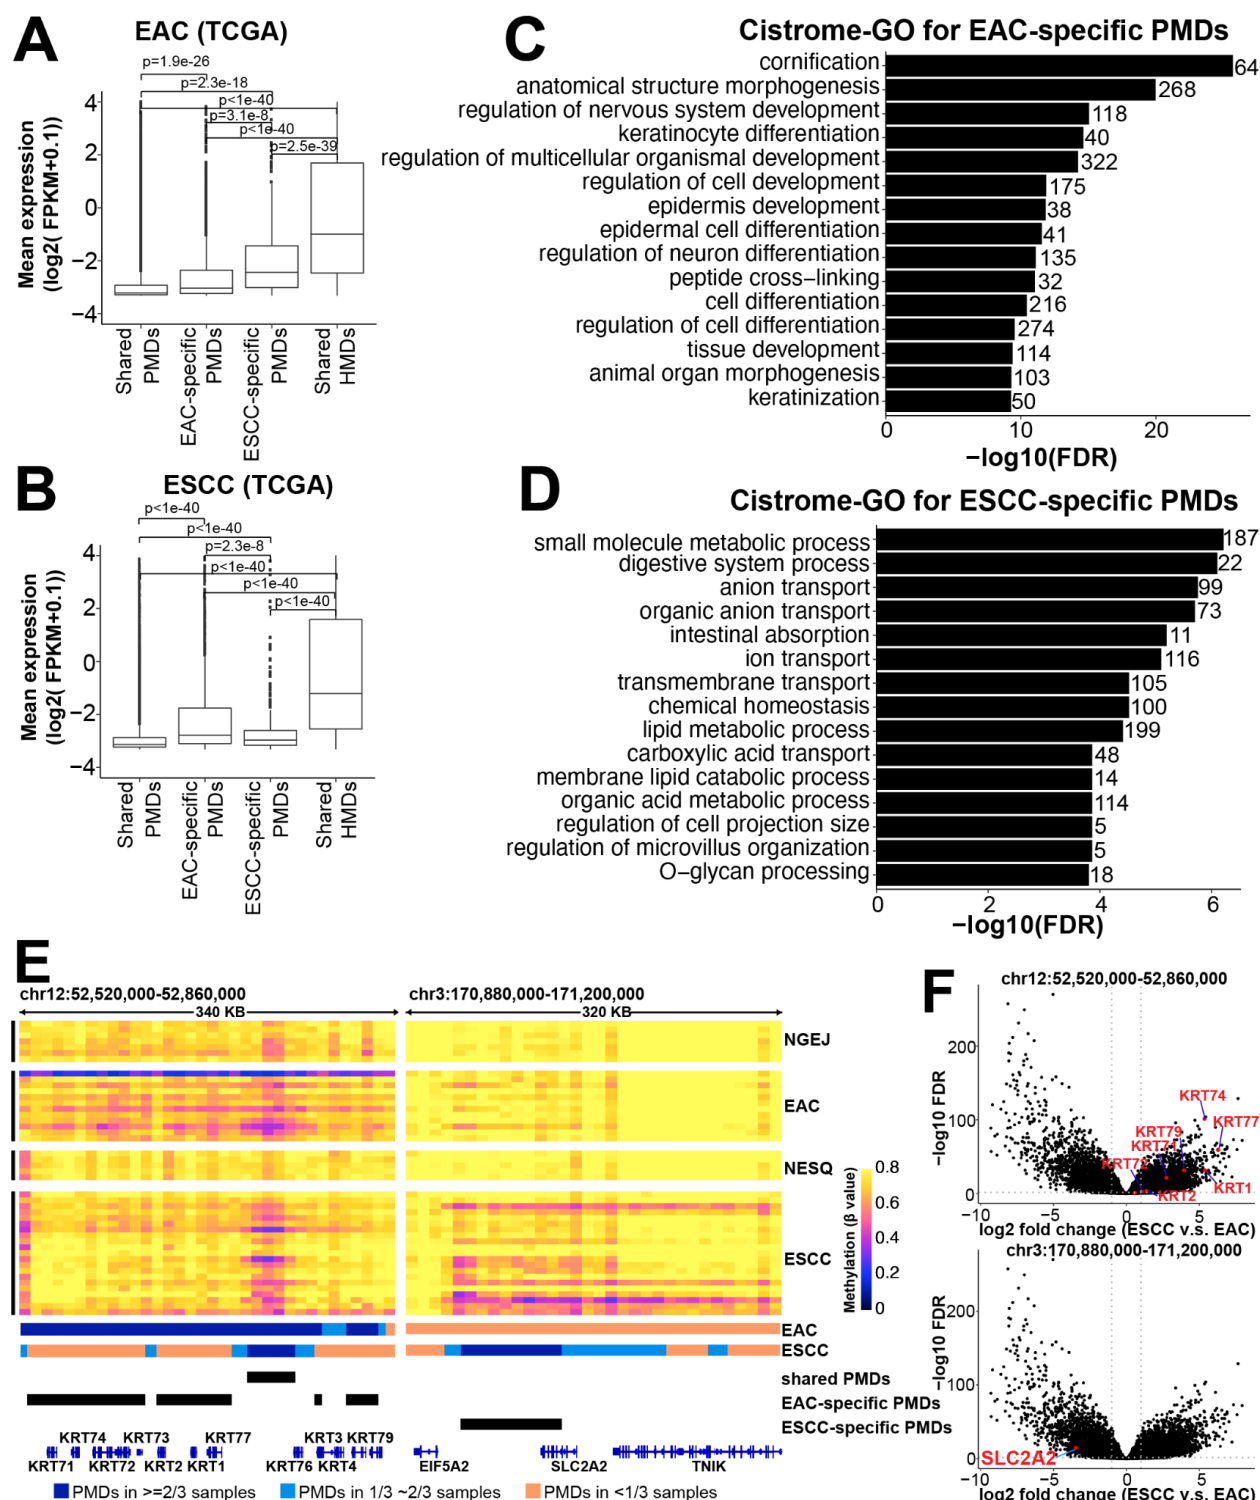 A
EAC (TCGA)
p=1.9e-26
p=2.3e-18
p<1e-40
p=3.1e-8
p<1e-40
p=2.5e-39
Mean expression
(log2( FPKM+0.1))
4
2
0
−2
−4
Shared
PMDs
EAC-specific
PMDs
ESCC-specific
PMDs
Shared
HMDs
B
ESCC (TCGA)
p<1e-40
p<1e-40
p=2.3e-8
p<1e-40
p<1e-40
p<1e-40
Mean expression
(log2( FPKM+0.1))
4
2
0
−2
−4
Shared
PMDs
EAC-specific
PMDs
ESCC-specific
PMDs
Shared
HMDs
C
Cistrome-GO for EAC-specific PMDs
cornification 64
anatomical structure morphogenesis 268
regulation of nervous system development 118
keratinocyte differentiation 40
regulation of multicellular organismal development 322
regulation of cell development 175
epidermis development 38
epidermal cell differentiation 41
regulation of neuron differentiation 135
peptide cross−linking 32
cell differentiation 216
regulation of cell differentiation 274
tissue development 114
animal organ morphogenesis 103
keratinization 50
0 10 20
−log10(FDR)
D
Cistrome-GO for ESCC-specific PMDs
small molecule metabolic process 187
digestive system process 22
anion transport 99
organic anion transport 73
intestinal absorption 11
ion transport 116
transmembrane transport 105
chemical homeostasis 100
lipid metabolic process 199
carboxylic acid transport 48
membrane lipid catabolic process 14
organic acid metabolic process 114
regulation of cell projection size 5
regulation of microvillus organization 5
O−glycan processing 18
0 2 4 6
−log10(FDR)
E
chr12:52,520,000-52,860,000
340 KB
chr3:170,880,000-171,200,000
320 KB
NGEJ
EAC
NESQ
ESCC
Methylation (β value)
0.8
0.6
0.4
0.2
0
EAC
ESCC
shared PMDs
EAC-specific PMDs
ESCC-specific PMDs
KRT74 KRT73 KRT77 KRT3 KRT79
KRT71 KRT72 KRT2 KRT1 KRT76 KRT4
EIF5A2 SLC2A2 TNIK
PMDs in >=2/3 samples
PMDs in 1/3 ~2/3 samples
PMDs in <1/3 samples
F
chr12:52,520,000-52,860,000
−log10 FDR
200
100
0
KRT74
KRT77
KRT79
KRT71
KRT72
KRT2
KRT1
−10 −5 0 5
log2 fold change (ESCC v.s. EAC)
chr3:170,880,000-171,200,000
−log10 FDR
200
100
0
SLC2A2
−10 −5 0 5
log2 fold change (ESCC v.s. EAC)